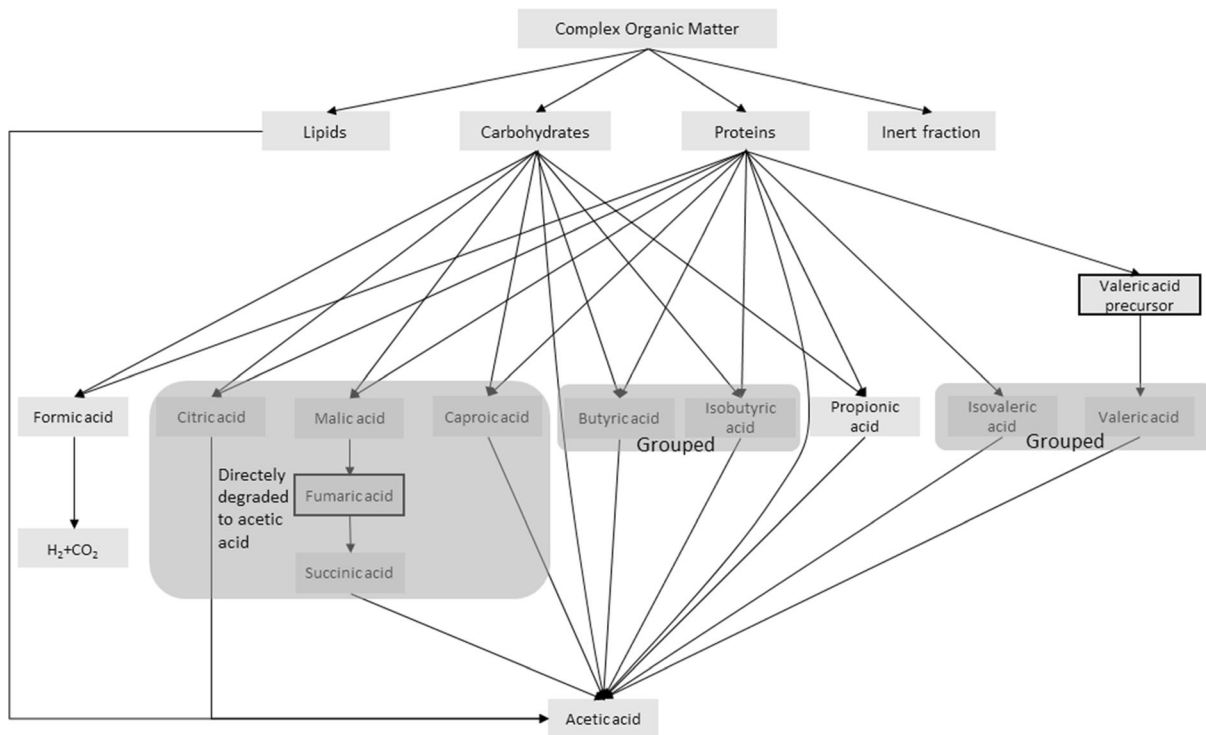 Complex Organic Matter
Lipids
Carbohydrates
Proteins
Inert fraction
Valeric acid
precursor
Formic acid
Citric acid
Malic acid
Caproic acid
Butyric acid
Isobutyric
acid
Propionic
acid
Isovaleric
acid
Valeric acid
Grouped
Grouped
Directely
degraded
to acetic
acid
Fumaric acid
H₂+CO₂
Succinic acid
Acetic acid